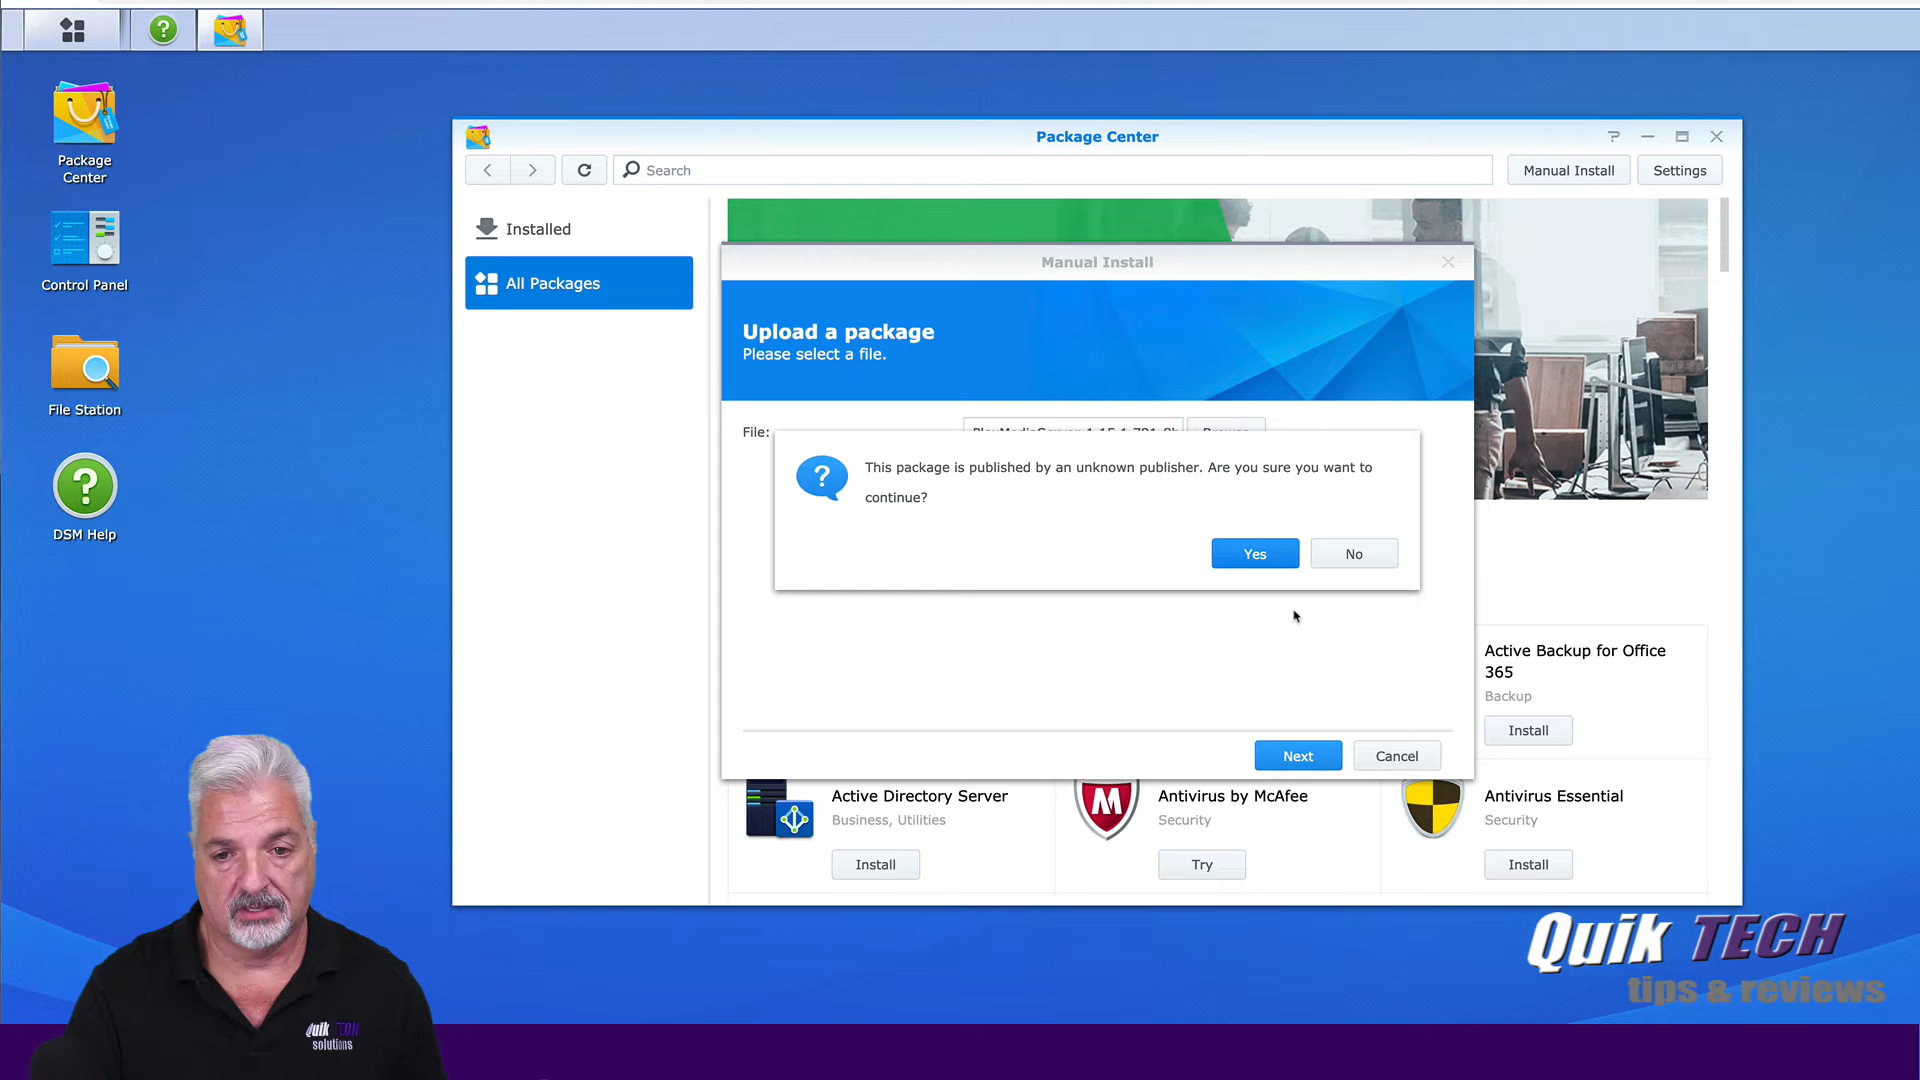 Package
Center
Control Panel
File Station
DSM Help
Package Center
Search
Manual Install
Settings
Installed
All Packages
Manual Install
Upload a package
Please select a file.
File:
This package is published by an unknown publisher. Are you sure you want to
continue?
Yes
No
Next
Cancel
Active Backup for Office
365
Backup
Install
Active Directory Server
Business, Utilities
Install
Antivirus by McAfee
Security
Try
Antivirus Essential
Security
Install
Quik TECH
tips & reviews
Quik TECH
solutions